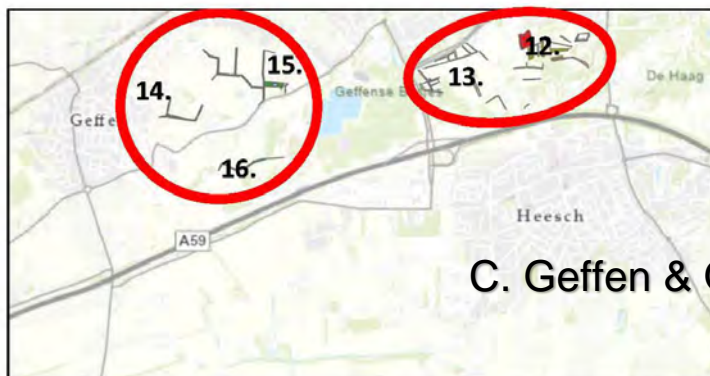 12.
15.
13.
De Haag
14.
Geffense B
Geffe
16.
Heesch
A59
C. Geffen &